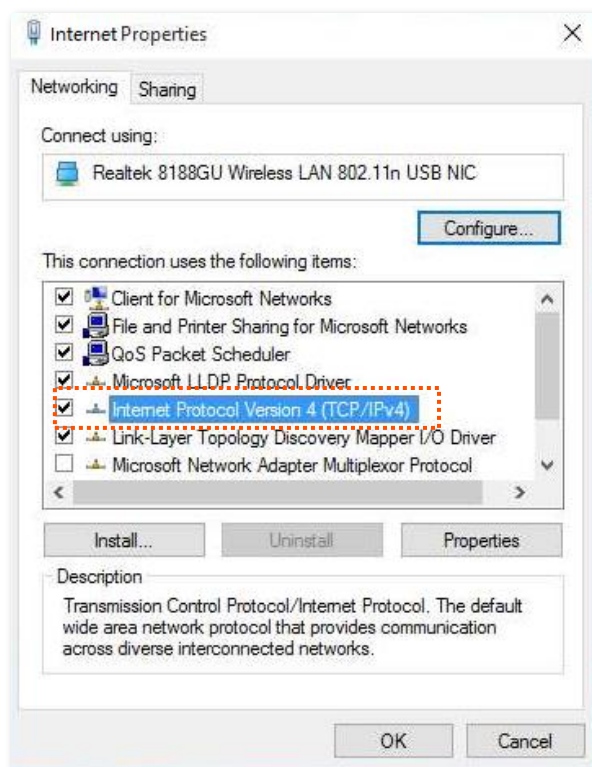 Internet Properties
Networking
Sharing
Connect using:
Realtek 8188GU Wireless LAN 802.11n USB NIC
Configure...
This connection uses the following items:
Client for Microsoft Networks
File and Printer Sharing for Microsoft Networks
QoS Packet Scheduler
Microsoft LLDP Protocol Driver
Internet Protocol Version 4 (TCP/IPv4)
Link-Layer Topology Discovery Mapper I/O Driver
Microsoft Network Adapter Multiplexor Protocol
Install...
Uninstall
Properties
Description
Transmission Control Protocol/Internet Protocol. The default
wide area network protocol that provides communication
across diverse interconnected networks.
OK
Cancel